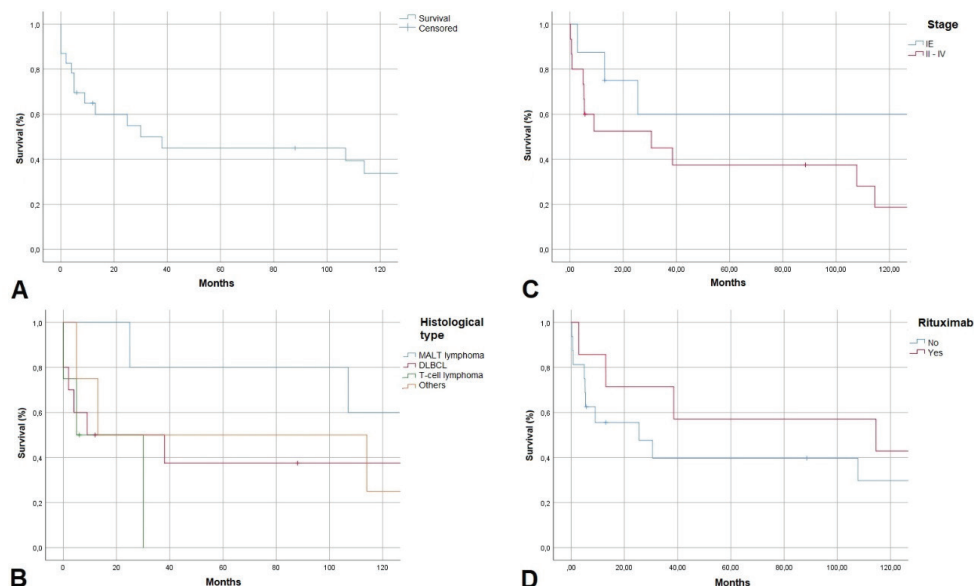 Survival
Censored
1,0
0,8
0,6
0,4
0,2
0,0
Survival (%)
0 20 40 60 80 100 120
Months
A
Histological
type
MALT lymphoma
DLBCL
T-cell lymphoma
Others
1,0
0,8
0,6
0,4
0,2
0,0
Survival (%)
0 20 40 60 80 100 120
Months
B
Stage
IE
II - IV
1,0
0,8
0,6
0,4
0,2
0,0
Survival (%)
,00 20,00 40,00 60,00 80,00 100,00 120,00
Months
C
Rituximab
No
Yes
1,0
0,8
0,6
0,4
0,2
0,0
Survival (%)
,00 20,00 40,00 60,00 80,00 100,00 120,00
Months
D